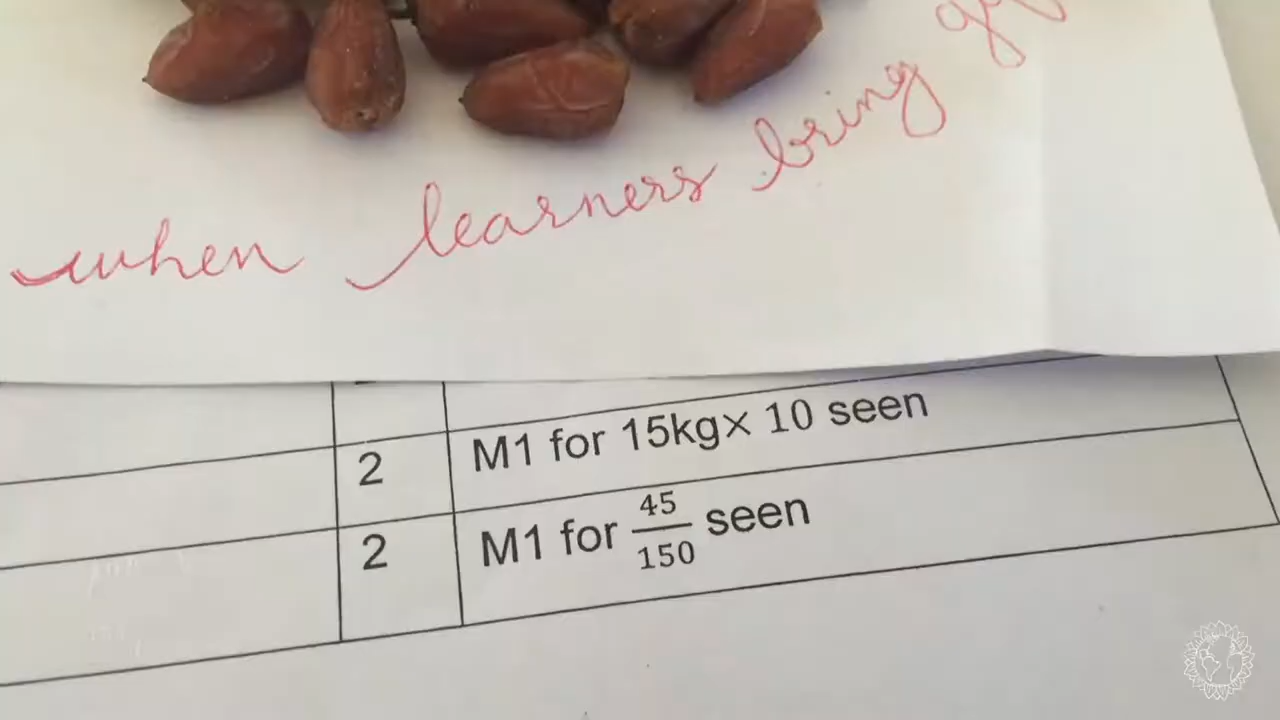 when learners bring
2 M1 for 15kg× 10 seen
2 M1 for 45/150 seen